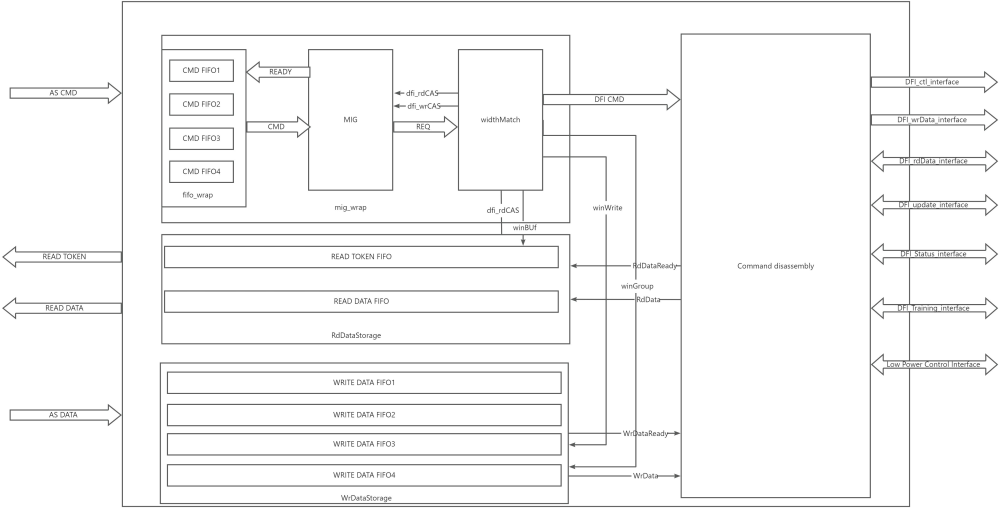 AS CMD
CMD FIFO1
CMD FIFO2
CMD FIFO3
CMD FIFO4
fifo_wrap
READY
CMD
MIG
mig_wrap
dfi_rdCAS
dfi_wrCAS
REQ
widthMatch
DFI CMD
dfi_rdCAS
winBUf
winWrite
winGroup
READ TOKEN
READ DATA
READ TOKEN FIFO
READ DATA FIFO
RdDataStorage
RdDataReady
RdData
Command disassembly
AS DATA
WRITE DATA FIFO1
WRITE DATA FIFO2
WRITE DATA FIFO3
WRITE DATA FIFO4
WrDataStorage
WrDataReady
WrData
DFI_ctl_interface
DFI_wrData_interface
DFI_rdData_interface
DFI_update_interface
DFI_Status_interface
DFI_Training_interface
Low Power Control Interface